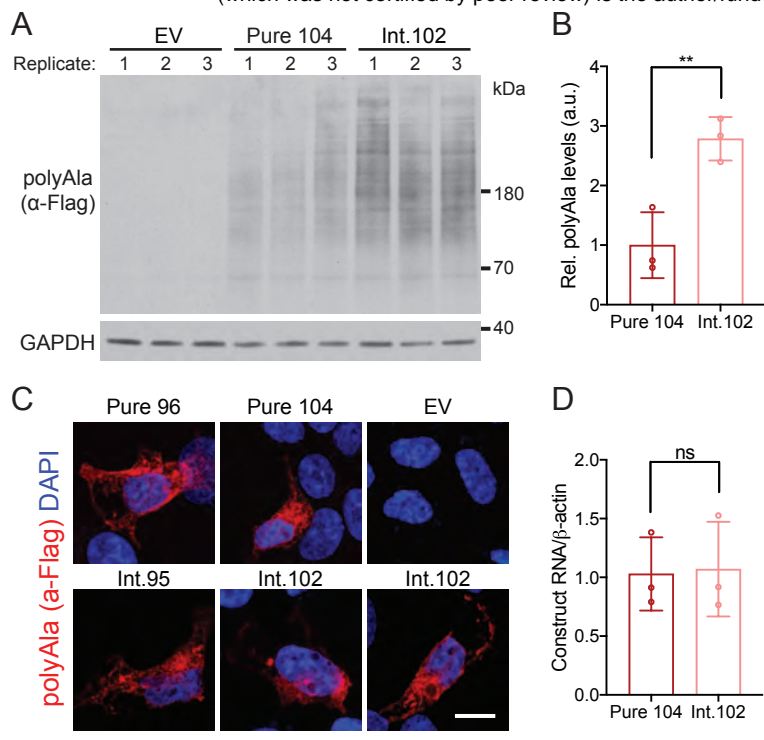 (which was not certified by peer review) is the author/fund
A
EV Pure 104 Int.102
Replicate: 1 2 3 1 2 3 1 2 3
kDa
polyAla
(α-Flag)
180
70
GAPDH
40
B
**
Rel. polyAla levels (a.u.)
4
3
2
1
0
Pure 104 Int.102
C
Pure 96 Pure 104 EV
polyAla (a-Flag) DAPI
Int.95 Int.102 Int.102
D
ns
Construct RNA/β-actin
2.0
1.5
1.0
0.5
0.0
Pure 104 Int.102